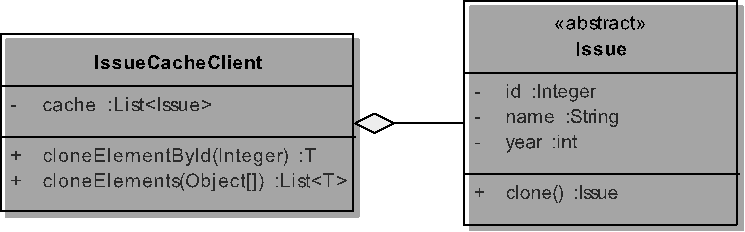 IssueCacheClient
- cache :List<Issue>
+ cloneElementById(Integer) :T
+ cloneElements(Object[]) :List<T>
«abstract»
Issue
- id :Integer
- name :String
- year :int
+ clone() :Issue